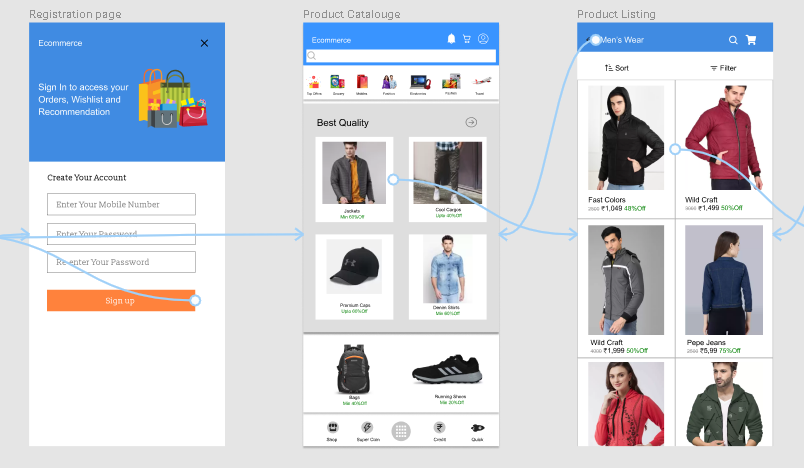 Registration page
Ecommerce
Sign In to access your
Orders, Wishlist and
Recommendation
Create Your Account
Enter Your Mobile Number
Enter Your Password
Re-enter Your Password
Sign up
Product Catalouge
Ecommerce
Top Offers
Grocery
Mobiles
Fashion
Electronics
Travel
Best Quality
Jackets
Min 50%Off
Cool Cargos
Upto 40%Off
Premium Caps
Upto 60%Off
Denim Shirts
Min 60%Off
Bags
Min 40%Off
Running Shoes
Min 20%Off
Shop
Super Coin
Credit
Quick
Product Listing
Men's Wear
Sort
Filter
Fast Colors
₹1,049 48%Off
Wild Craft
₹1,499 50%Off
Wild Craft
4000 ₹1,999 50%Off
Pepe Jeans
2500 ₹5,99 75%Off